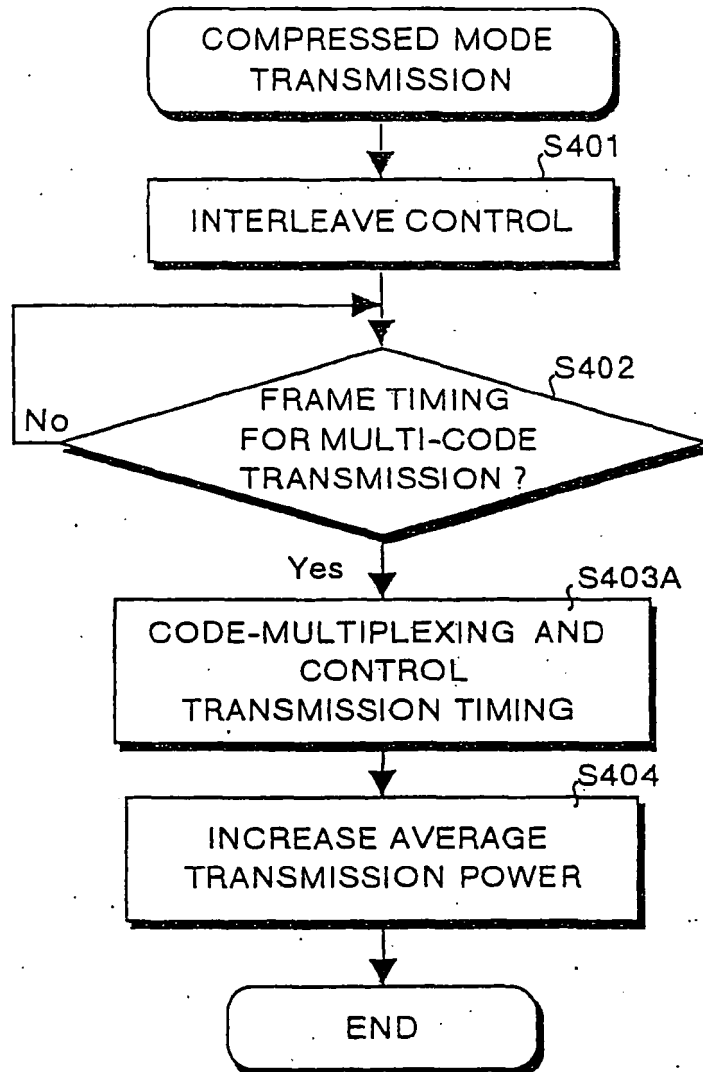 COMPRESSED MODE
TRANSMISSION
S401
INTERLEAVE CONTROL
S402
FRAME TIMING
FOR MULTI-CODE
TRANSMISSION ?
No
Yes
S403A
CODE-MULTIPLEXING AND
CONTROL
TRANSMISSION TIMING
S404
INCREASE AVERAGE
TRANSMISSION POWER
END